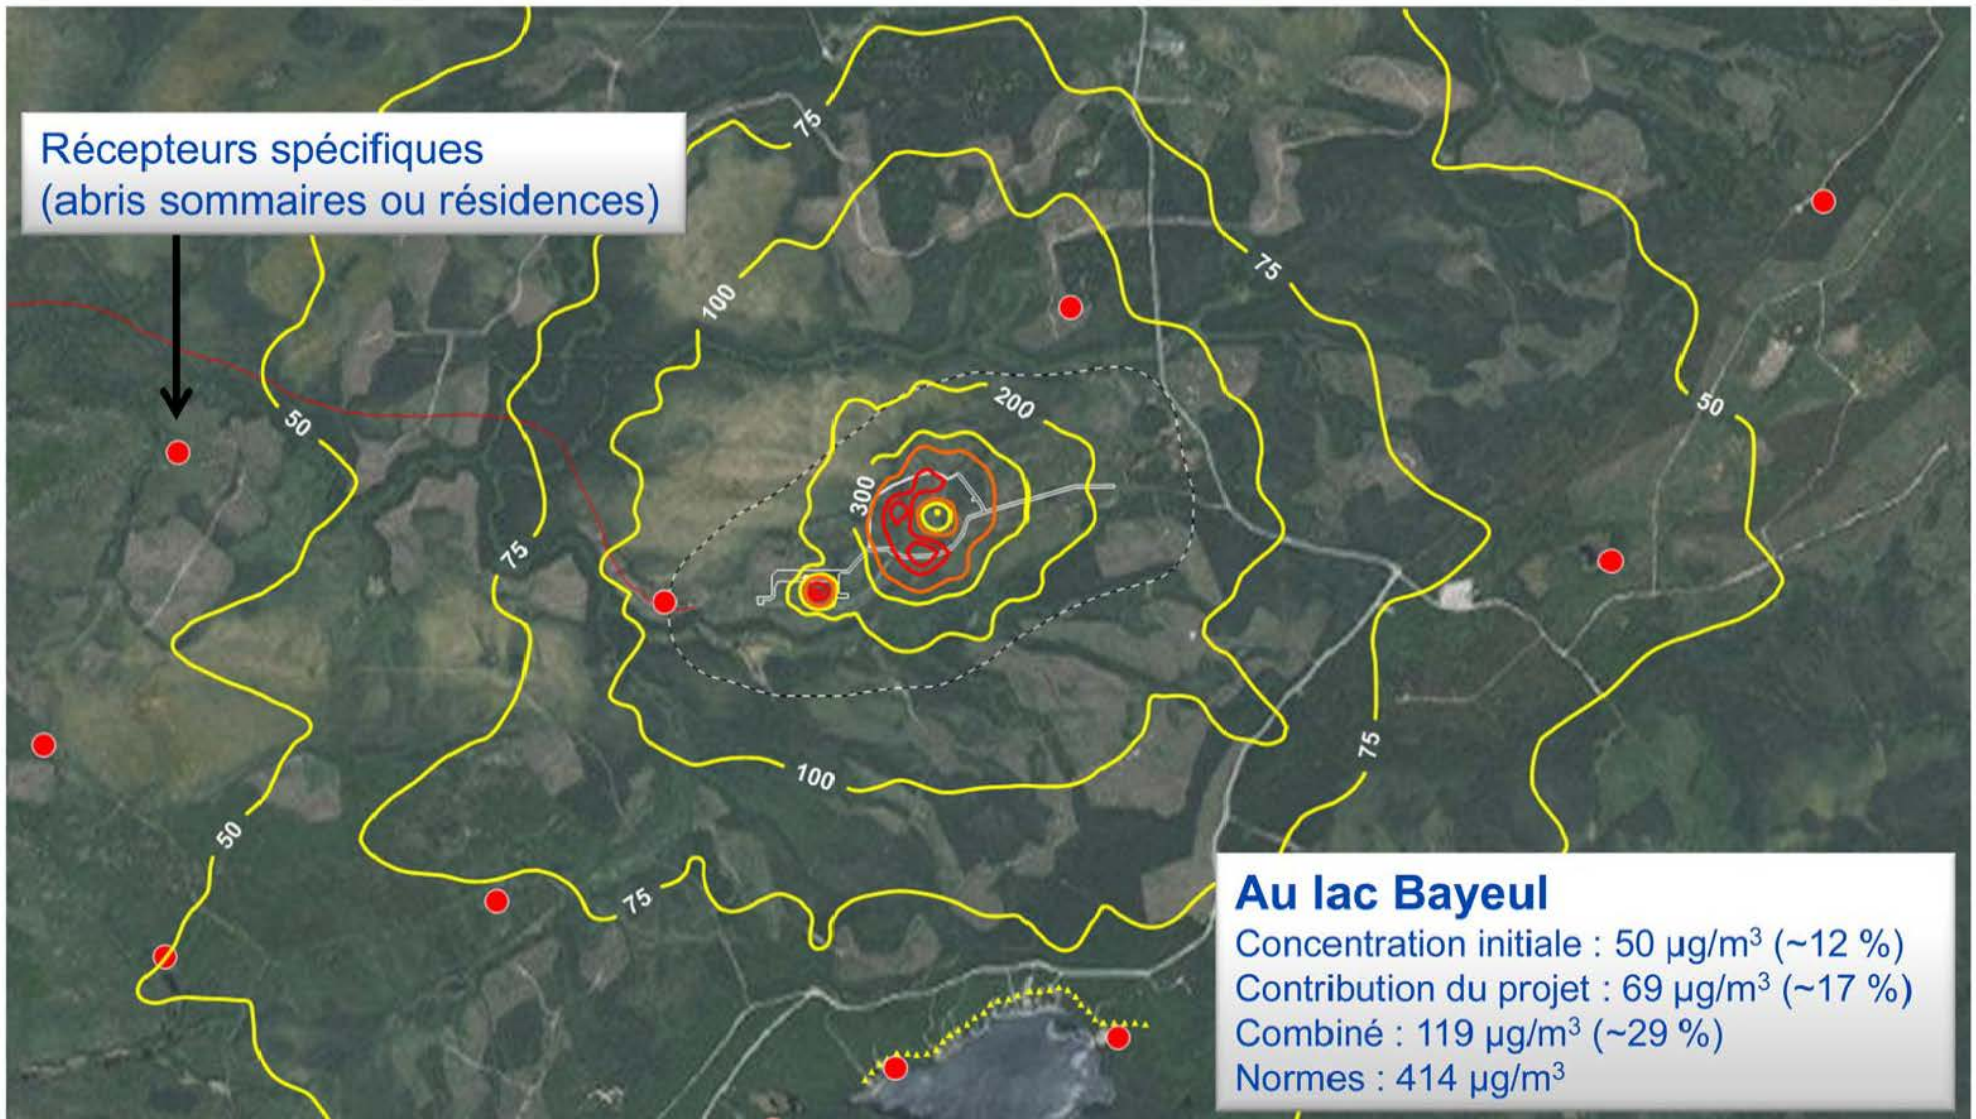 Récepteurs spécifiques
(abris sommaires ou résidences)
75
75
100
50
200
50
300
75
75
100
50
75
Au lac Bayeul
Concentration initiale : 50 µg/m³ (~12 %)
Contribution du projet : 69 µg/m³ (~17 %)
Combiné : 119 µg/m³ (~29 %)
Normes : 414 µg/m³